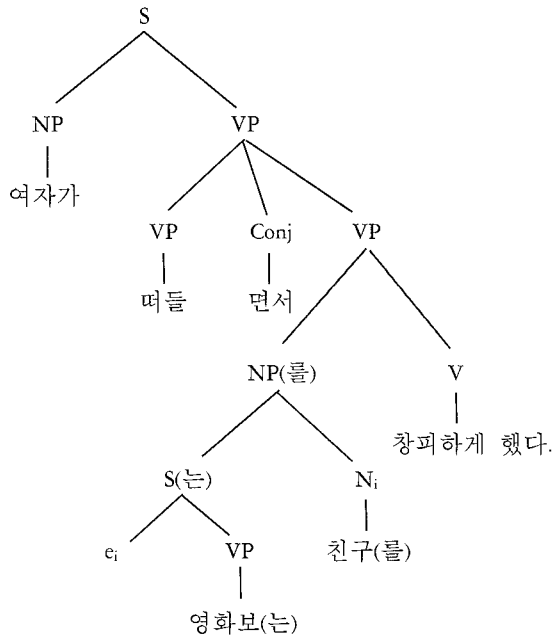 S
NP VP
여자가
VP Conj VP
떠들 면서
NP(를) V
창피하게 했다.
S(는) Nᵢ
eᵢ VP 친구(를)
영화보(는)